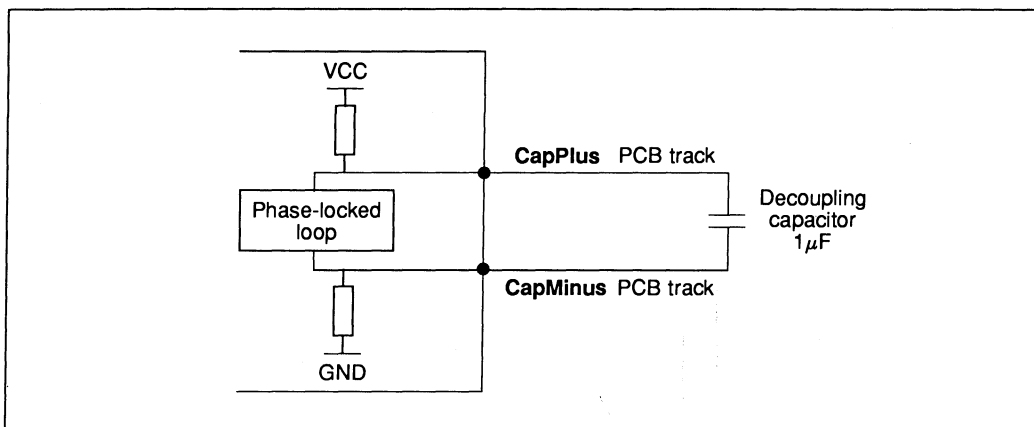 VCC
CapPlus PCB track
Phase-locked
loop
Decoupling
capacitor
1μF
CapMinus PCB track
GND